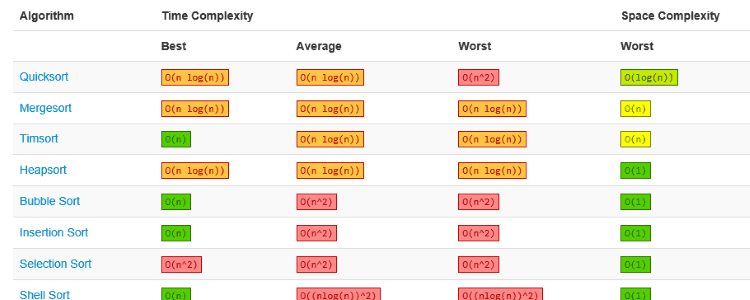 Algorithm Time Complexity Space Complexity
Best Average Worst Worst
Quicksort O(n log(n)) O(n log(n)) O(n^2) O(log(n))
Mergesort O(n log(n)) O(n log(n)) O(n log(n)) O(n)
Timsort O(n) O(n log(n)) O(n log(n)) O(n)
Heapsort O(n log(n)) O(n log(n)) O(n log(n)) O(1)
Bubble Sort O(n) O(n^2) O(n^2) O(1)
Insertion Sort O(n) O(n^2) O(n^2) O(1)
Selection Sort O(n^2) O(n^2) O(n^2) O(1)
Shell Sort O(n) O((nlog(n))^2) O((nlog(n))^2) O(1)